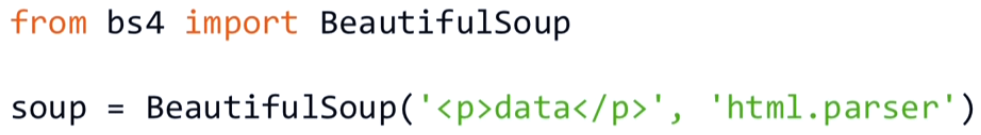 from bs4 import BeautifulSoup
soup = BeautifulSoup('<p>data</p>', 'html.parser')